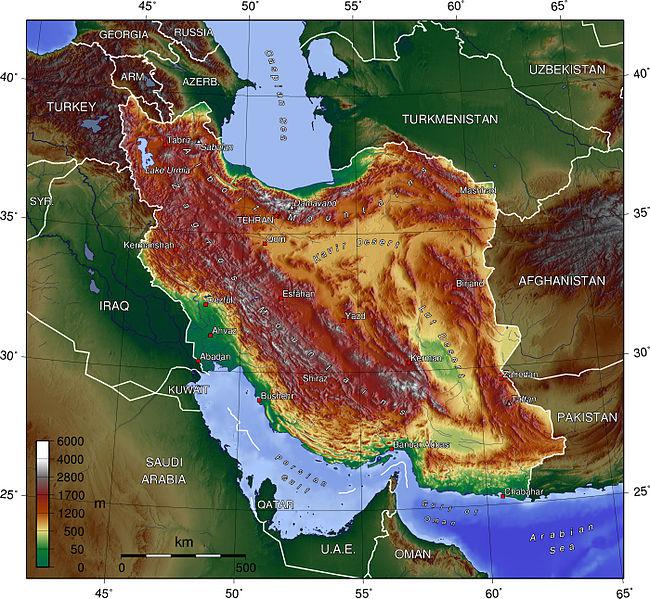 45° 50° 55° 60° 65°
GEORGIA
RUSSIA
40°
40°
ARM.
AZERB.
Caspian Sea
UZBEKISTAN
TURKEY
TURKMENISTAN
Tabriz
Sabalan
Lake Urmia
Alborz Mountains
Damavand
Mashhad
SYR.
35°
35°
TEHRAN
Qom
Kavir Desert
Kermanshah
Zagros Mountains
AFGHANISTAN
Birjand
Esfahan
IRAQ
Dezful
Yazd
Lut Desert
Ahvaz
30°
30°
Abadan
Kerman
Zahedan
Shiraz
KUWAIT
Bushehr
Taftan
PAKISTAN
Bandar Abbas
6000
4000
2800
1700
1200
500
50
0
m
SAUDI
ARABIA
Persian
Gulf
25°
25°
QATAR
Chabahar
Gulf of
Oman
Arabian
Sea
km
0 500
U.A.E.
OMAN
45° 50° 55° 60° 65°